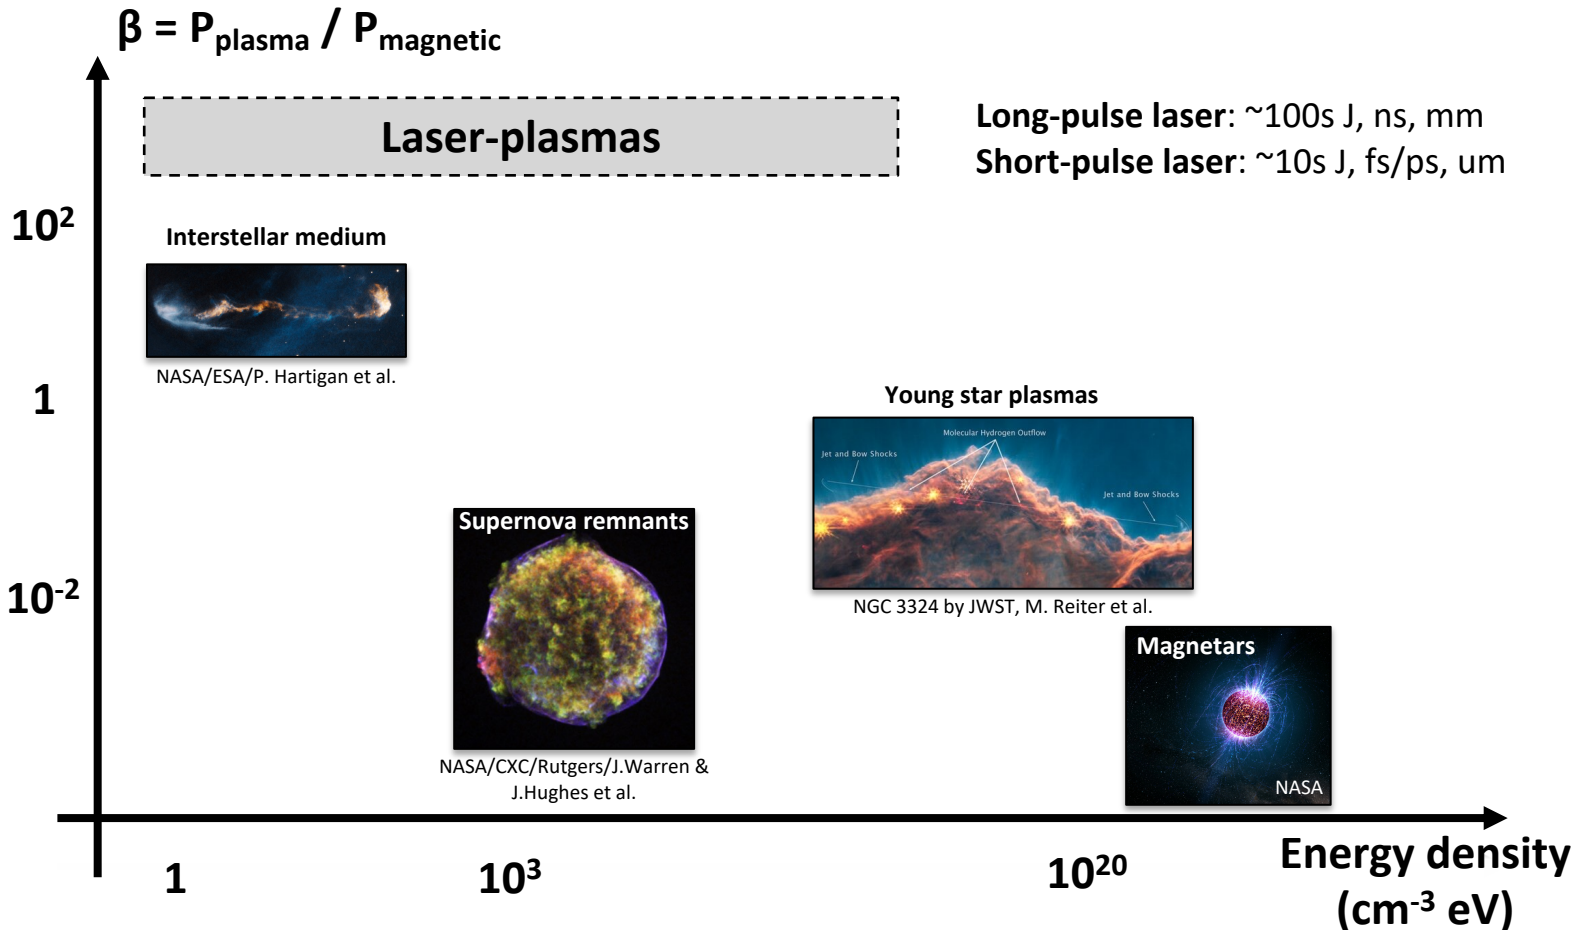 β = P_plasma / P_magnetic
Laser-plasmas
Long-pulse laser: ~100s J, ns, mm
Short-pulse laser: ~10s J, fs/ps, um
10²
Interstellar medium
NASA/ESA/P. Hartigan et al.
1
Young star plasmas
Molecular Hydrogen Outflow
Jet and Bow Shocks
Jet and Bow Shocks
NGC 3324 by JWST, M. Reiter et al.
Supernova remnants
10⁻²
NASA/CXC/Rutgers/J.Warren &
J.Hughes et al.
Magnetars
NASA
1
10³
10²⁰
Energy density
(cm⁻³ eV)